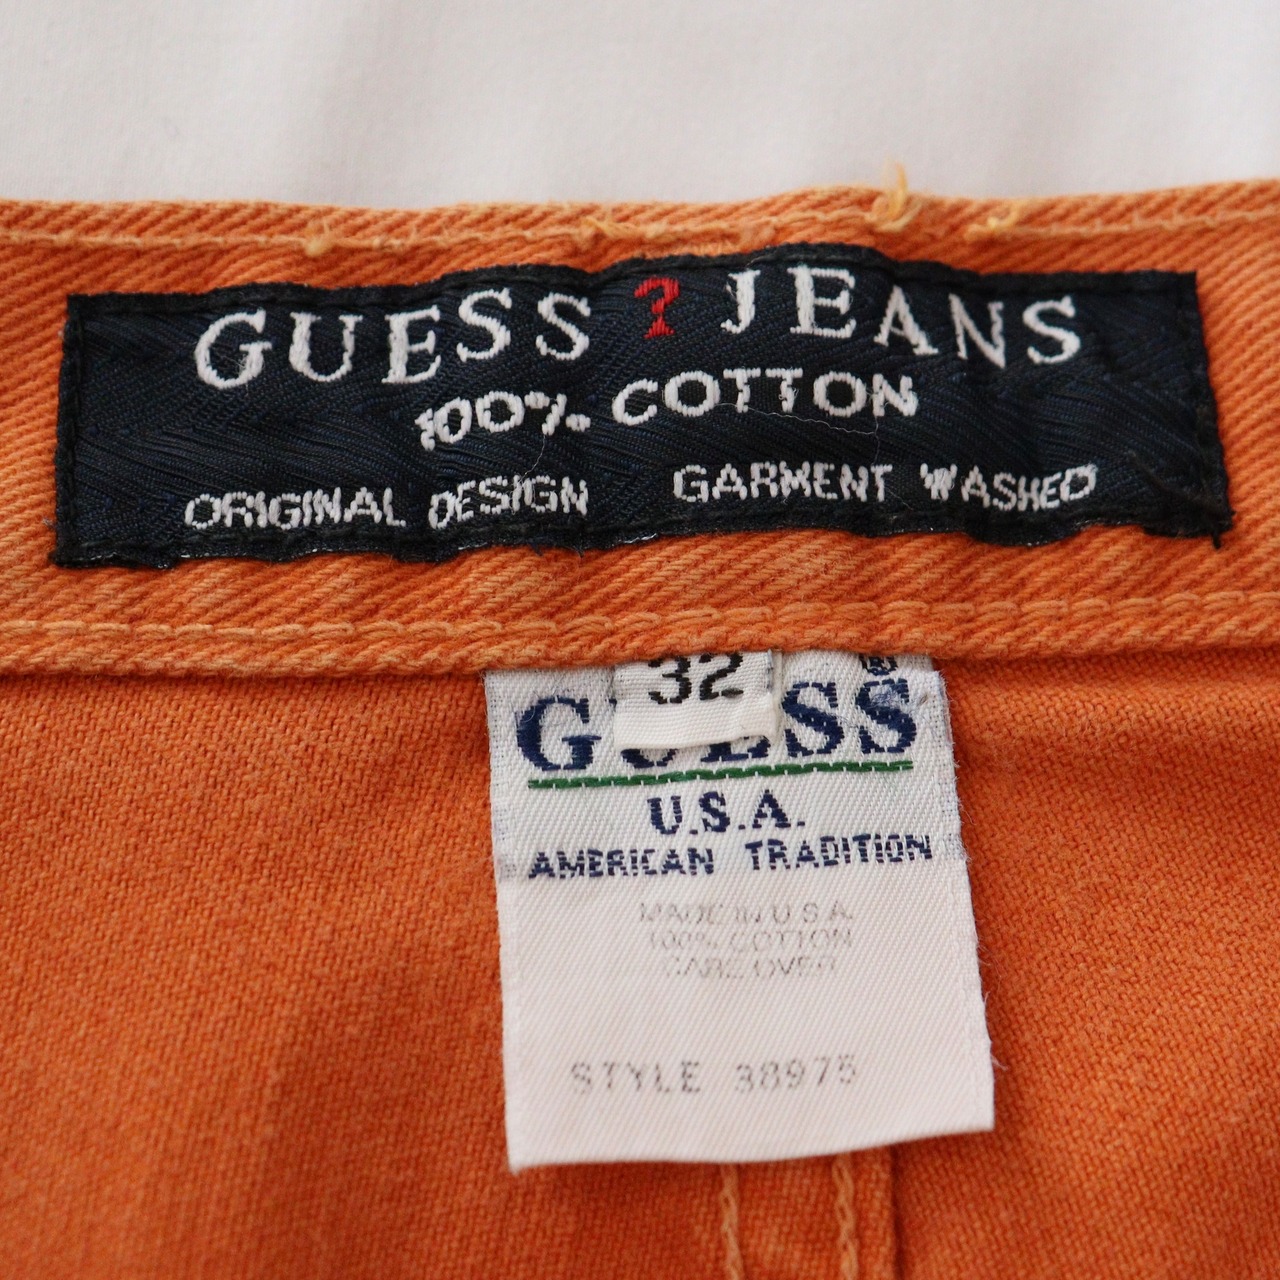 GUESS ? JEANS
100% COTTON
ORIGINAL DESIGN GARMENT WASHED
32
GUESS ®
U.S.A.
AMERICAN TRADITION
MADE IN U.S.A.
100% COTTON
CARE OVER
STYLE 38975